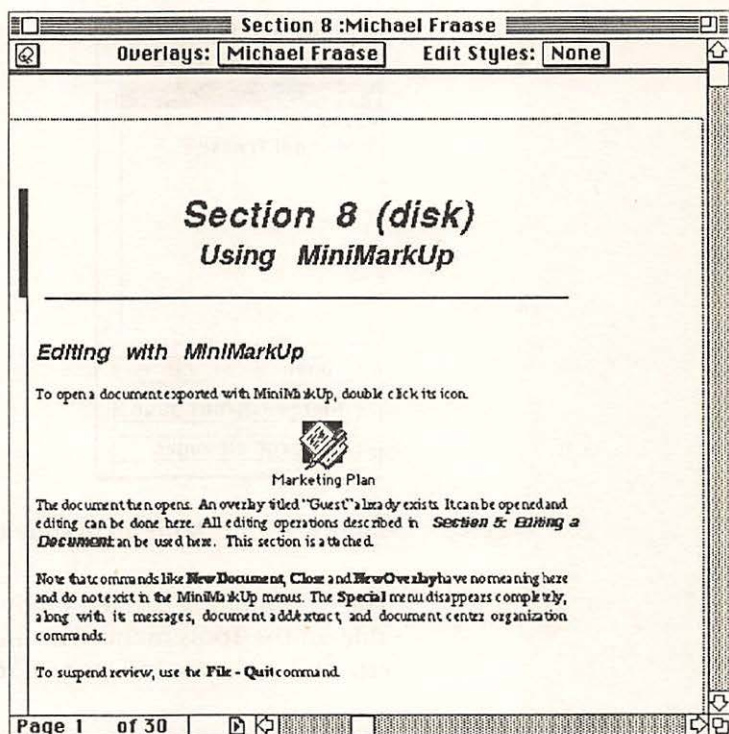 Section 8 :Michael Fraase
Overlays: Michael Fraase Edit Styles: None
Section 8 (disk)
Using MiniMarkUp
Editing with MiniMarkUp
To open a document exported with MiniMarkUp, double click its icon.
Marketing Plan
The document then opens. An overlay titled "Guest" already exists. It can be opened and
editing can be done here. All editing operations described in Section 5: Editing a
Document can be used here. This section is attached.
Note that commands like New Document, Close and New Overlay have no meaning here
and do not exist in the MiniMarkUp menus. The Special menu disappears completely,
along with its messages, document add/extract, and document center organization
commands.
To suspend review, use the File - Quit command.
Page 1 of 30